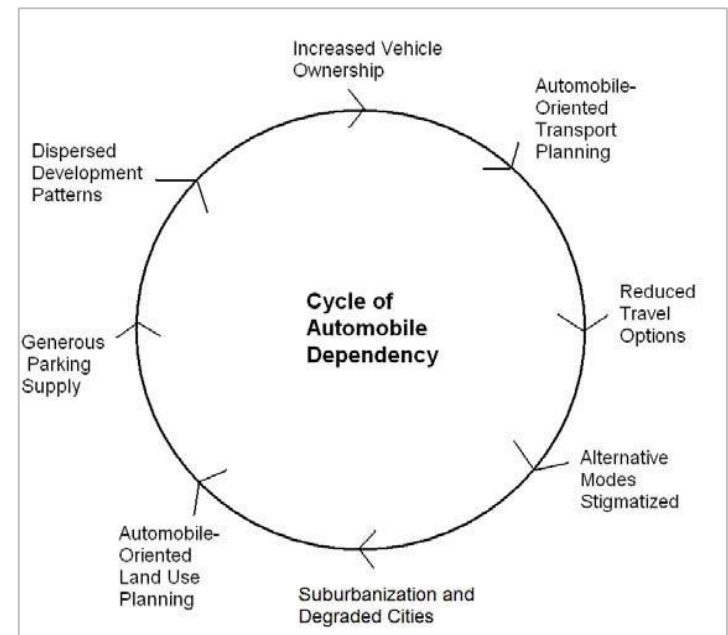 Increased Vehicle
Ownership
Automobile-
Oriented
Transport
Planning
Reduced
Travel
Options
Alternative
Modes
Stigmatized
Suburbanization and
Degraded Cities
Automobile-
Oriented
Land Use
Planning
Generous
Parking
Supply
Dispersed
Development
Patterns
Cycle of
Automobile
Dependency